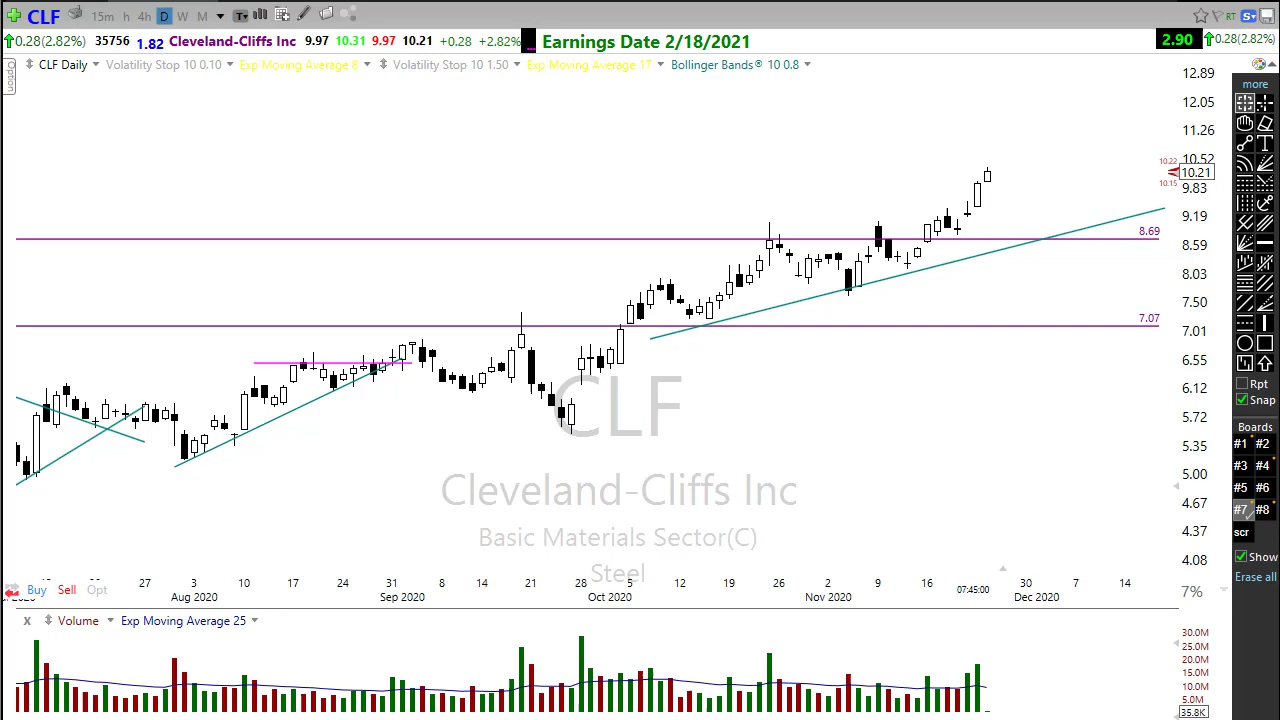 CLF 15m h 4h D W M T RT S
0.28(2.82%) 35756 1.82 Cleveland-Cliffs Inc 9.97 10.31 9.97 10.21 +0.28 +2.82% Earnings Date 2/18/2021 2.90 0.28(2.82%)
Option
CLF Daily Volatility Stop 10 0.10 Exp Moving Average 8 Volatility Stop 10 1.50 Exp Moving Average 17 Bollinger Bands® 10 0.8
12.89
12.05
11.26
10.52
10.22
10.21
10.15
9.83
9.19
8.69
8.59
8.03
7.50
7.07
7.01
6.55
6.12
5.72
5.35
5.00
4.67
4.37
4.08
CLF
Cleveland-Cliffs Inc
Basic Materials Sector(C)
Steel
more
Rpt
Snap
Boards
#1 #2
#3 #4
#5 #6
#7 #8
scr
Show
Erase all
27 3 10 17 24 31 8 14 21 28 5 12 19 26 2 9 16 30 7 14
Buy Sell Opt
07:45:00
7%
Aug 2020 Sep 2020 Oct 2020 Nov 2020 Dec 2020
x Volume Exp Moving Average 25
30.0M
25.0M
20.0M
15.0M
10.0M
5.0M
35.8K